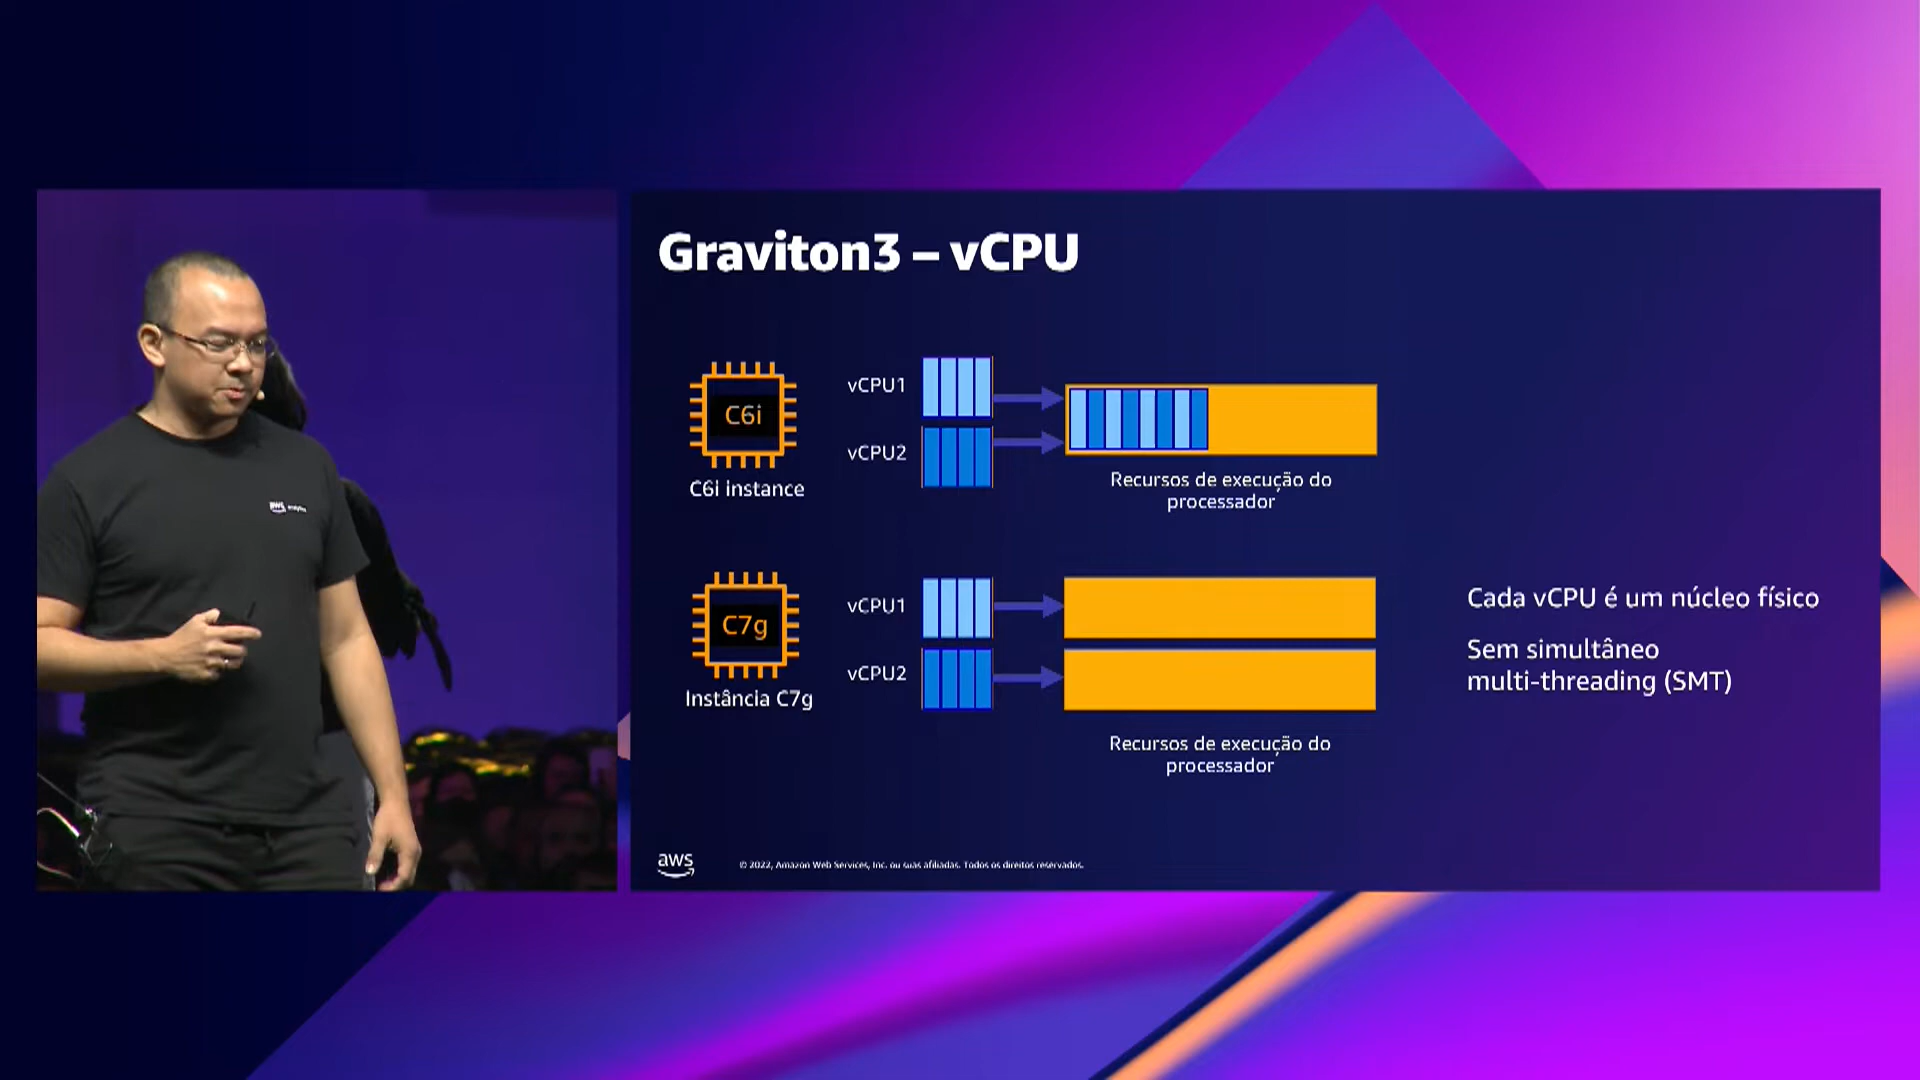 Graviton3 – vCPU
C6i
C6i instance
vCPU1
vCPU2
Recursos de execução do
processador
C7g
Instância C7g
vCPU1
vCPU2
Recursos de execução do
processador
Cada vCPU é um núcleo físico
Sem simultâneo
multi-threading (SMT)
aws
© 2022, Amazon Web Services, Inc. ou suas afiliadas. Todos os direitos reservados.
aws